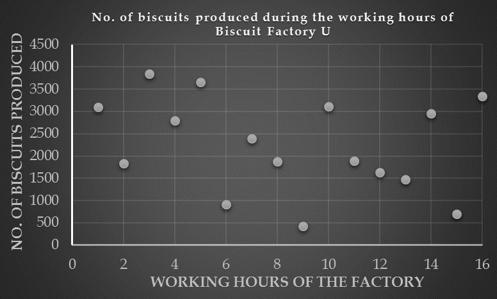 No. of biscuits produced during the working hours of
Biscuit Factory U
NO. OF BISCUITS PRODUCED
4500
4000
3500
3000
2500
2000
1500
1000
500
0
0 2 4 6 8 10 12 14 16
WORKING HOURS OF THE FACTORY